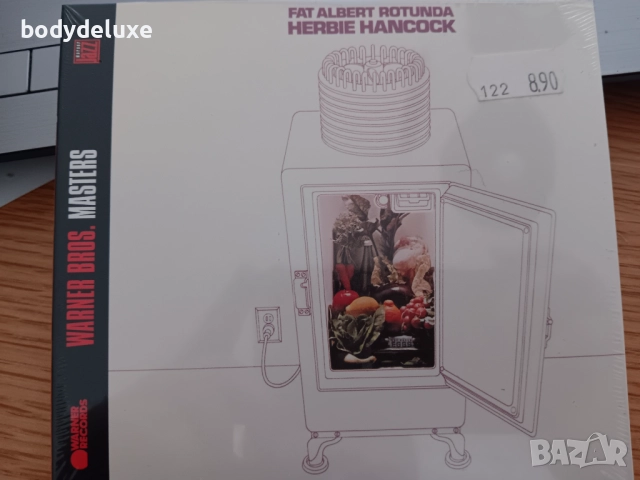 bodydeluxe
FAT ALBERT ROTUNDA
HERBIE HANCOCK
122 8.90
JAZZ
WARNER BROS. MASTERS
WARNER
RECORDS
BAZAR